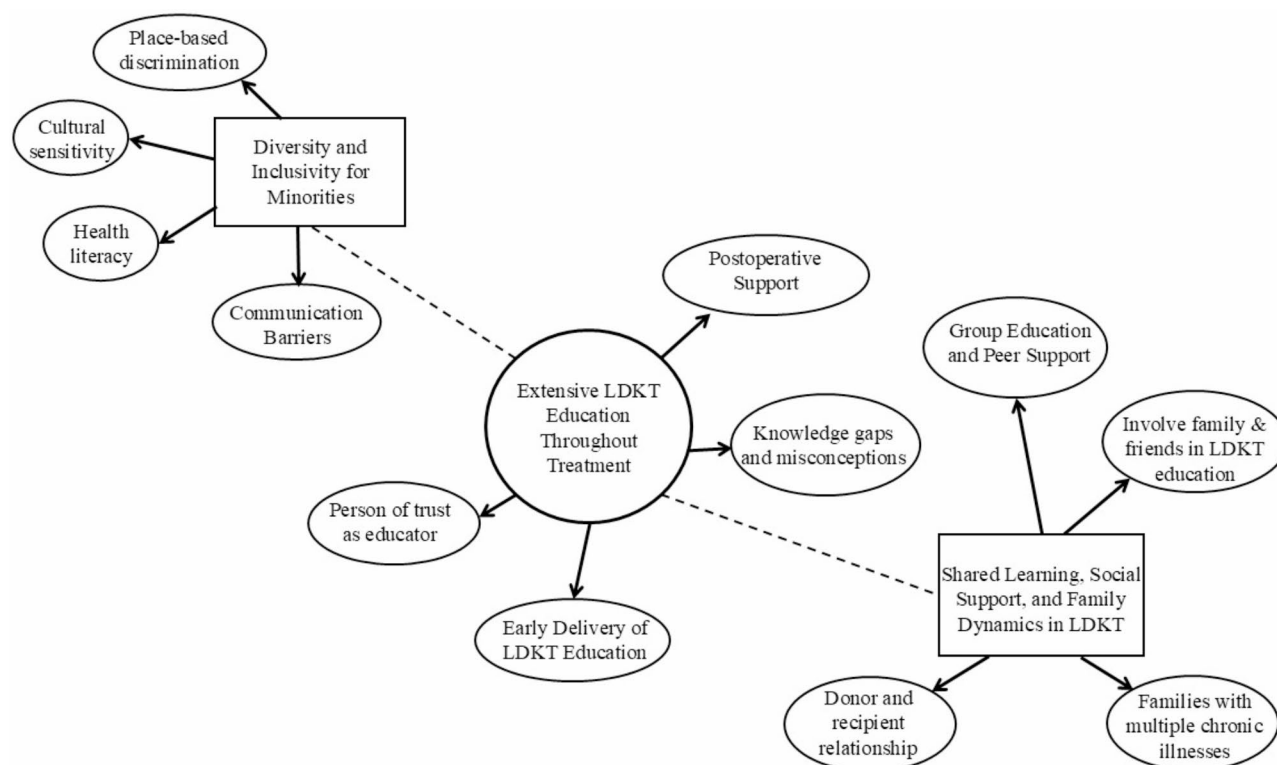 Place-based
discrimination
Cultural
sensitivity
Diversity and
Inclusivity for
Minorities
Health
literacy
Communication
Barriers
Postoperative
Support
Extensive LDKT
Education
Throughout
Treatment
Knowledge gaps
and misconceptions
Person of trust
as educator
Early Delivery of
LDKT Education
Group Education
and Peer Support
Involve family &
friends in LDKT
education
Shared Learning, Social
Support, and Family
Dynamics in LDKT
Donor and
recipient
relationship
Families with
multiple chronic
illnesses